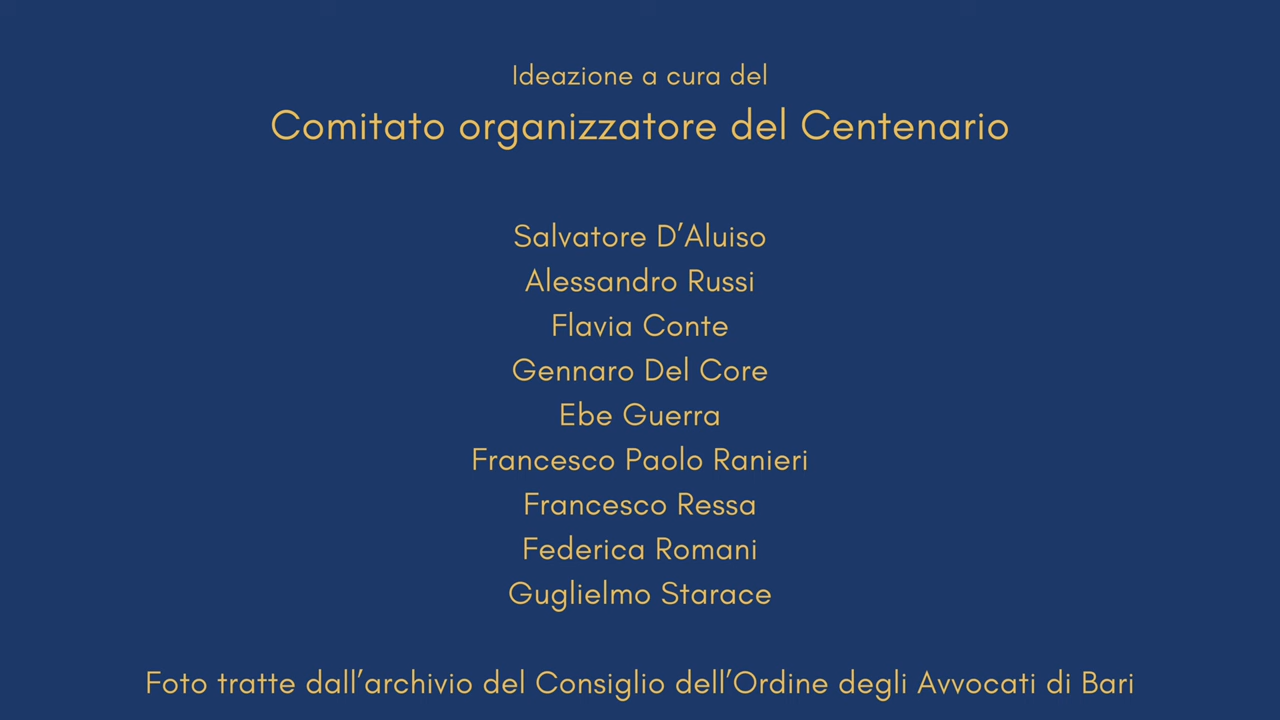 Ideazione a cura del
Comitato organizzatore del Centenario
Salvatore D’Aluiso
Alessandro Russi
Flavia Conte
Gennaro Del Core
Ebe Guerra
Francesco Paolo Ranieri
Francesco Ressa
Federica Romani
Guglielmo Starace
Foto tratte dall’archivio del Consiglio dell’Ordine degli Avvocati di Bari